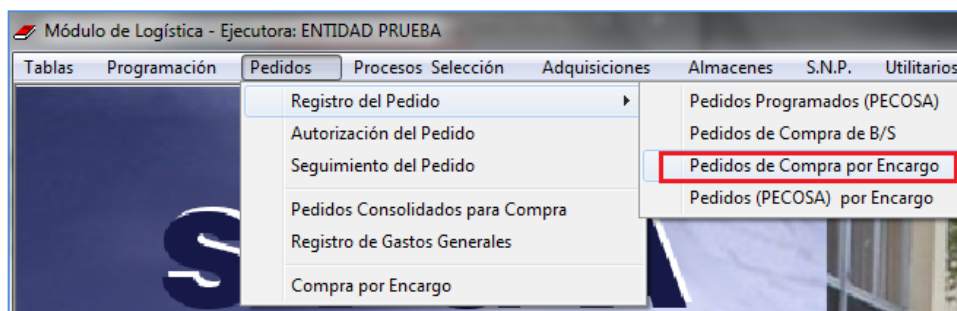 Módulo de Logística - Ejecutora: ENTIDAD PRUEBA
Tablas Programación Pedidos Procesos Selección Adquisiciones Almacenes S.N.P. Utilitarios
Registro del Pedido
Autorización del Pedido
Seguimiento del Pedido
Pedidos Consolidados para Compra
Registro de Gastos Generales
Compra por Encargo
Pedidos Programados (PECOSA)
Pedidos de Compra de B/S
Pedidos de Compra por Encargo
Pedidos (PECOSA) por Encargo